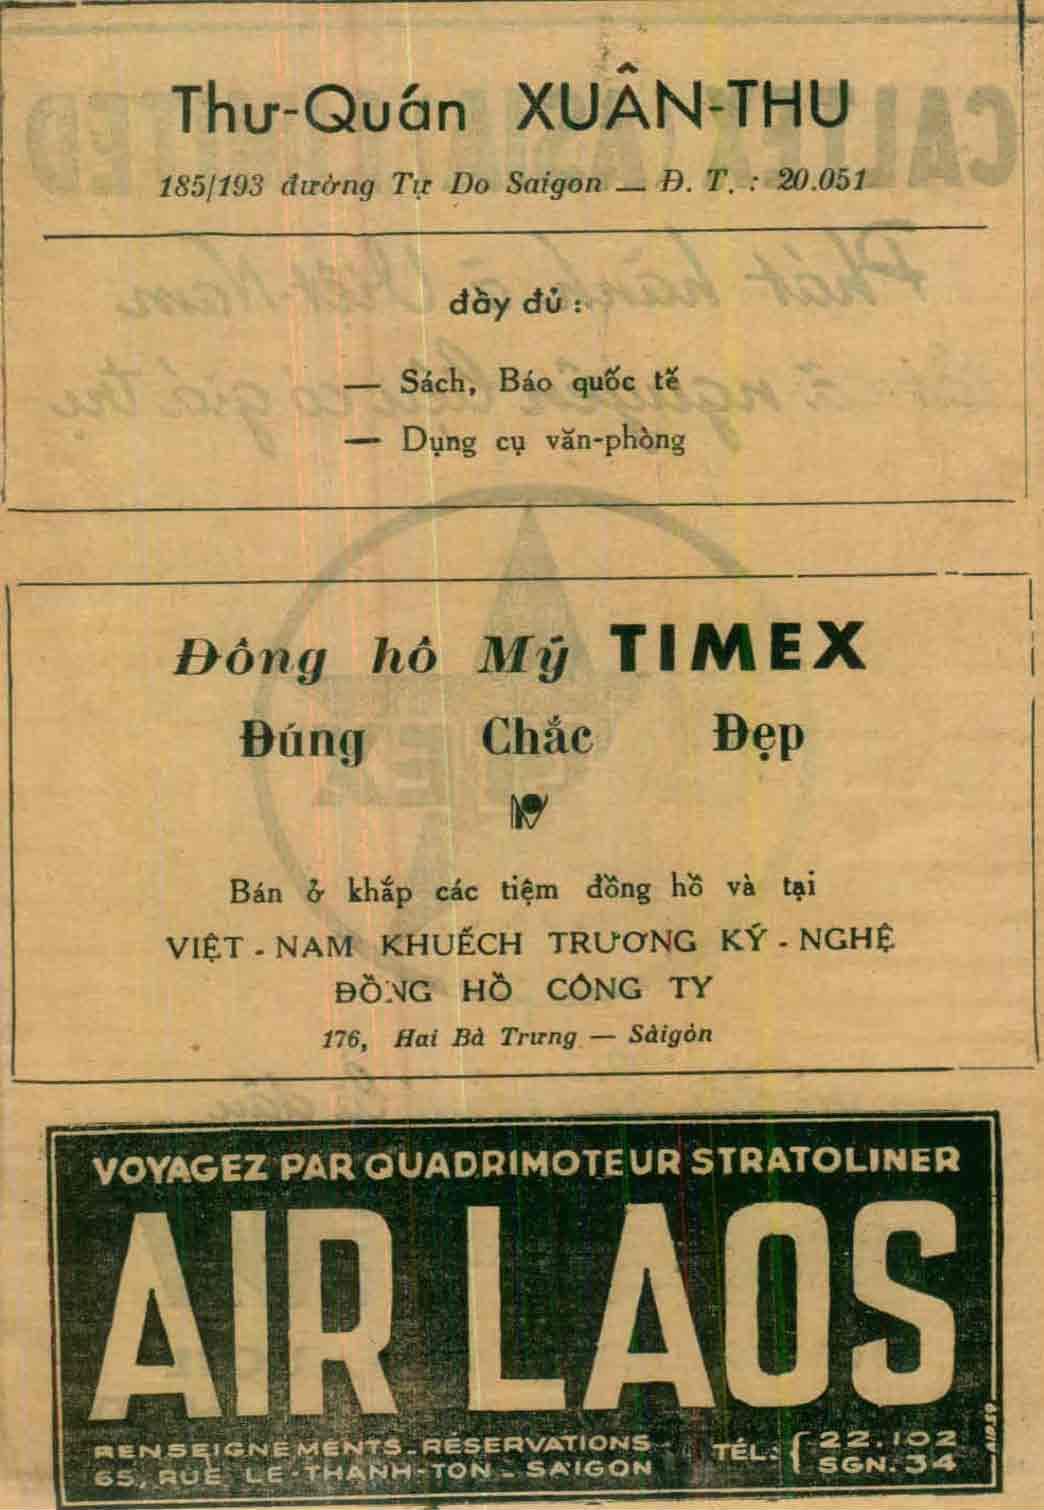 Thư-Quán XUÂN-THU
185/193 đường Tự Do Saigon — Đ. T. : 20.051
đầy đủ :
— Sách, Báo quốc tế
— Dụng cụ văn-phòng
Đông hô Mỹ TIMEX
Đúng Chắc Đẹp
Bán ở khắp các tiệm đồng hồ và tại
VIỆT - NAM KHUẾCH TRƯƠNG KỸ - NGHỆ
ĐỒNG HỒ CÔNG TY
176, Hai Bà Trưng — Sàigòn
VOYAGEZ PAR QUADRIMOTEUR STRATOLINER
AIR LAOS
RENSEIGNEMENTS - RÉSERVATIONS
65, RUE LE-THANH-TON - SAIGON
TÉL: { 22.102
SGN. 34